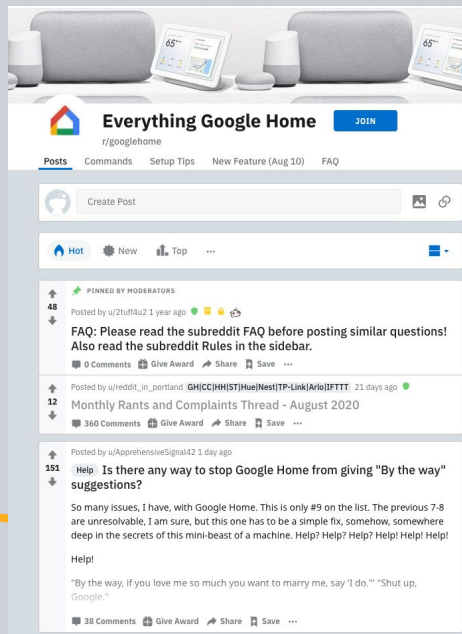 65°
65°
Everything Google Home
JOIN
r/googlehome
Posts Commands Setup Tips New Feature (Aug 10) FAQ
Create Post
Hot New Top ...
PINNED BY MODERATORS
48
Posted by u/2tuff4u2 1 year ago
FAQ: Please read the subreddit FAQ before posting similar questions!
Also read the subreddit Rules in the sidebar.
0 Comments Give Award Share Save ...
Posted by u/reddit_in_portland GH|CC|HH|ST|Hue|Nest|TP-Link|Arlo|IFTTT 21 days ago
12
Monthly Rants and Complaints Thread - August 2020
360 Comments Give Award Share Save ...
Posted by u/ApprehensiveSignal42 1 day ago
151
Help Is there any way to stop Google Home from giving "By the way"
suggestions?
So many issues, I have, with Google Home. This is only #9 on the list. The previous 7-8
are unresolvable, I am sure, but this one has to be a simple fix, somehow, somewhere
deep in the secrets of this mini-beast of a machine. Help? Help? Help? Help! Help! Help!
Help!
"By the way, if you love me so much you want to marry me, say 'I do.'" "Shut up,
Google."
38 Comments Give Award Share Save ...